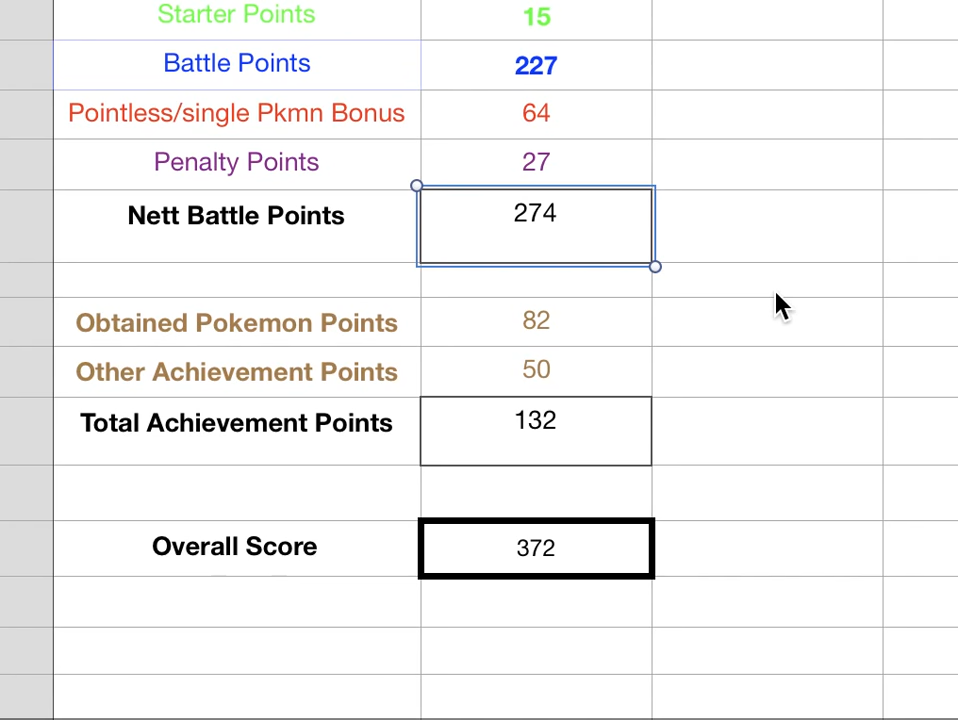 Starter Points 15
Battle Points 227
Pointless/single Pkmn Bonus 64
Penalty Points 27
Nett Battle Points 274
Obtained Pokemon Points 82
Other Achievement Points 50
Total Achievement Points 132
Overall Score 372